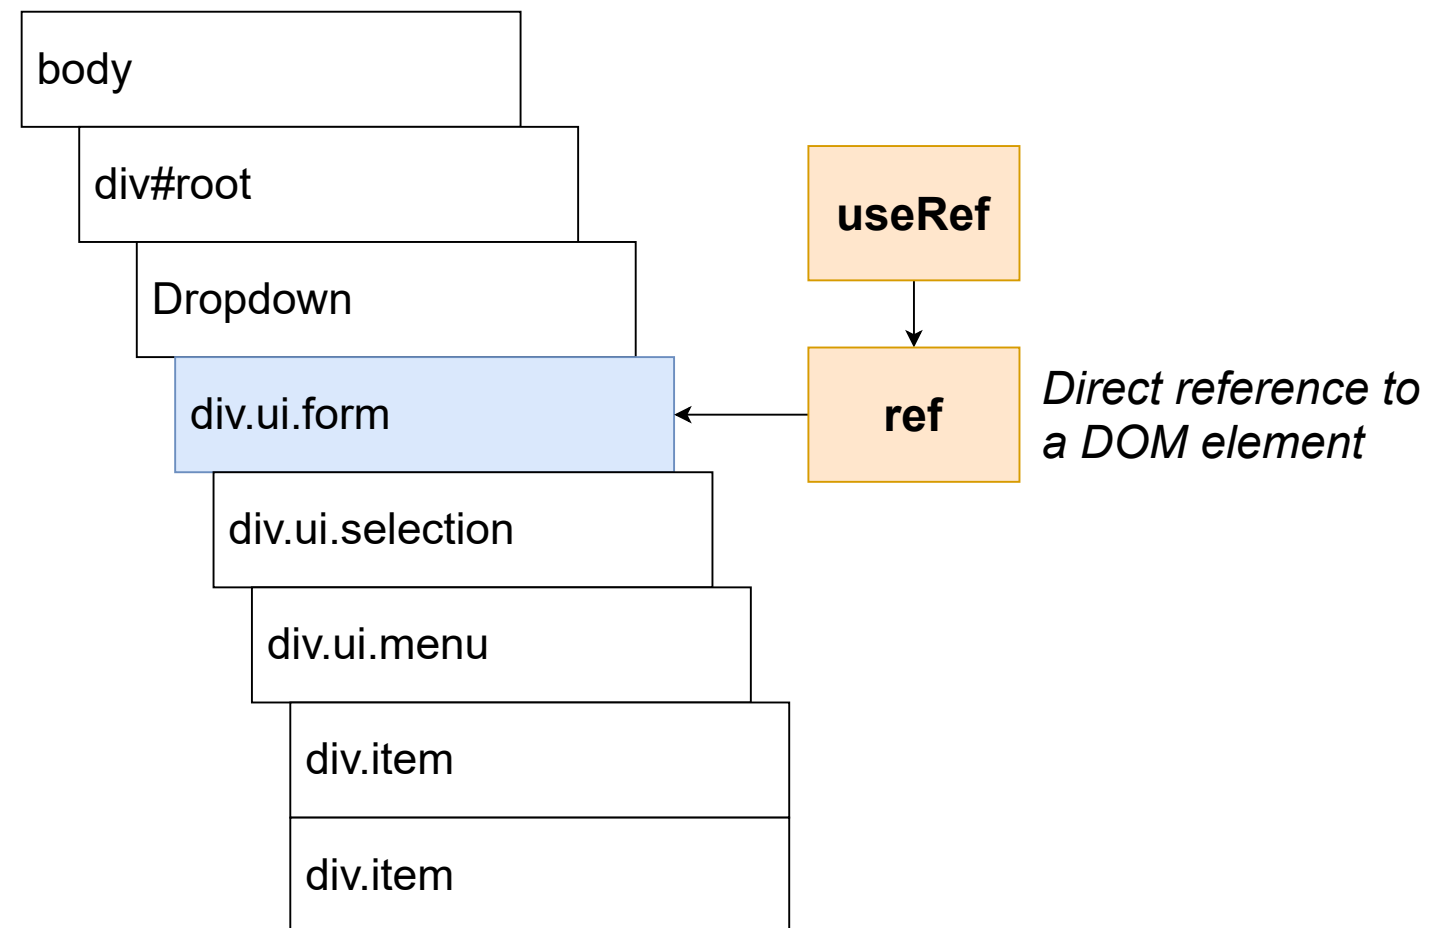 body
div#root
Dropdown
div.ui.form
div.ui.selection
div.ui.menu
div.item
div.item
useRef
ref
Direct reference to
a DOM element